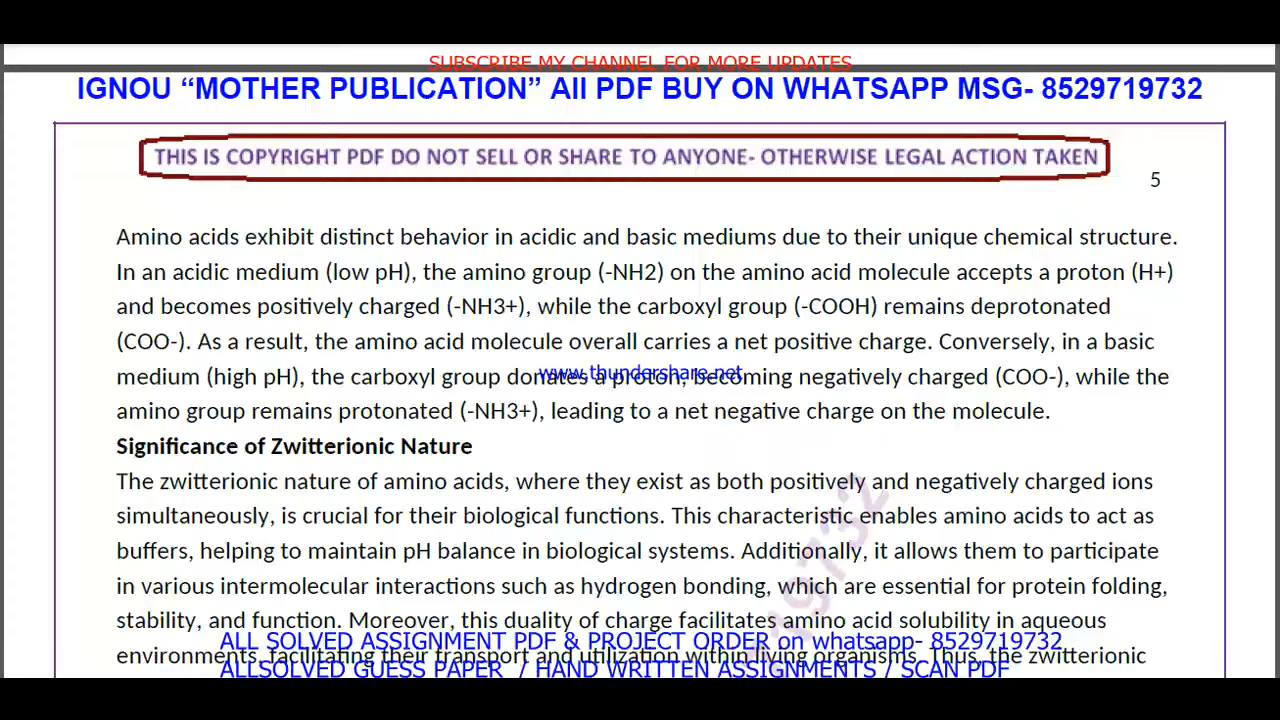 SUBSCRIBE MY CHANNEL FOR MORE UPDATES
IGNOU “MOTHER PUBLICATION” All PDF BUY ON WHATSAPP MSG- 8529719732
THIS IS COPYRIGHT PDF DO NOT SELL OR SHARE TO ANYONE- OTHERWISE LEGAL ACTION TAKEN
5
Amino acids exhibit distinct behavior in acidic and basic mediums due to their unique chemical structure.
In an acidic medium (low pH), the amino group (-NH2) on the amino acid molecule accepts a proton (H+)
and becomes positively charged (-NH3+), while the carboxyl group (-COOH) remains deprotonated
(COO-). As a result, the amino acid molecule overall carries a net positive charge. Conversely, in a basic
www.thundershare.net
medium (high pH), the carboxyl group donates a proton, becoming negatively charged (COO-), while the
amino group remains protonated (-NH3+), leading to a net negative charge on the molecule.
Significance of Zwitterionic Nature
The zwitterionic nature of amino acids, where they exist as both positively and negatively charged ions
simultaneously, is crucial for their biological functions. This characteristic enables amino acids to act as
buffers, helping to maintain pH balance in biological systems. Additionally, it allows them to participate
in various intermolecular interactions such as hydrogen bonding, which are essential for protein folding,
stability, and function. Moreover, this duality of charge facilitates amino acid solubility in aqueous
19732
ALL SOLVED ASSIGNMENT PDF & PROJECT ORDER on whatsapp- 8529719732
environments, facilitating their transport and utilization within living organisms. Thus, the zwitterionic
ALLSOLVED GUESS PAPER / HAND WRITTEN ASSIGNMENTS / SCAN PDF